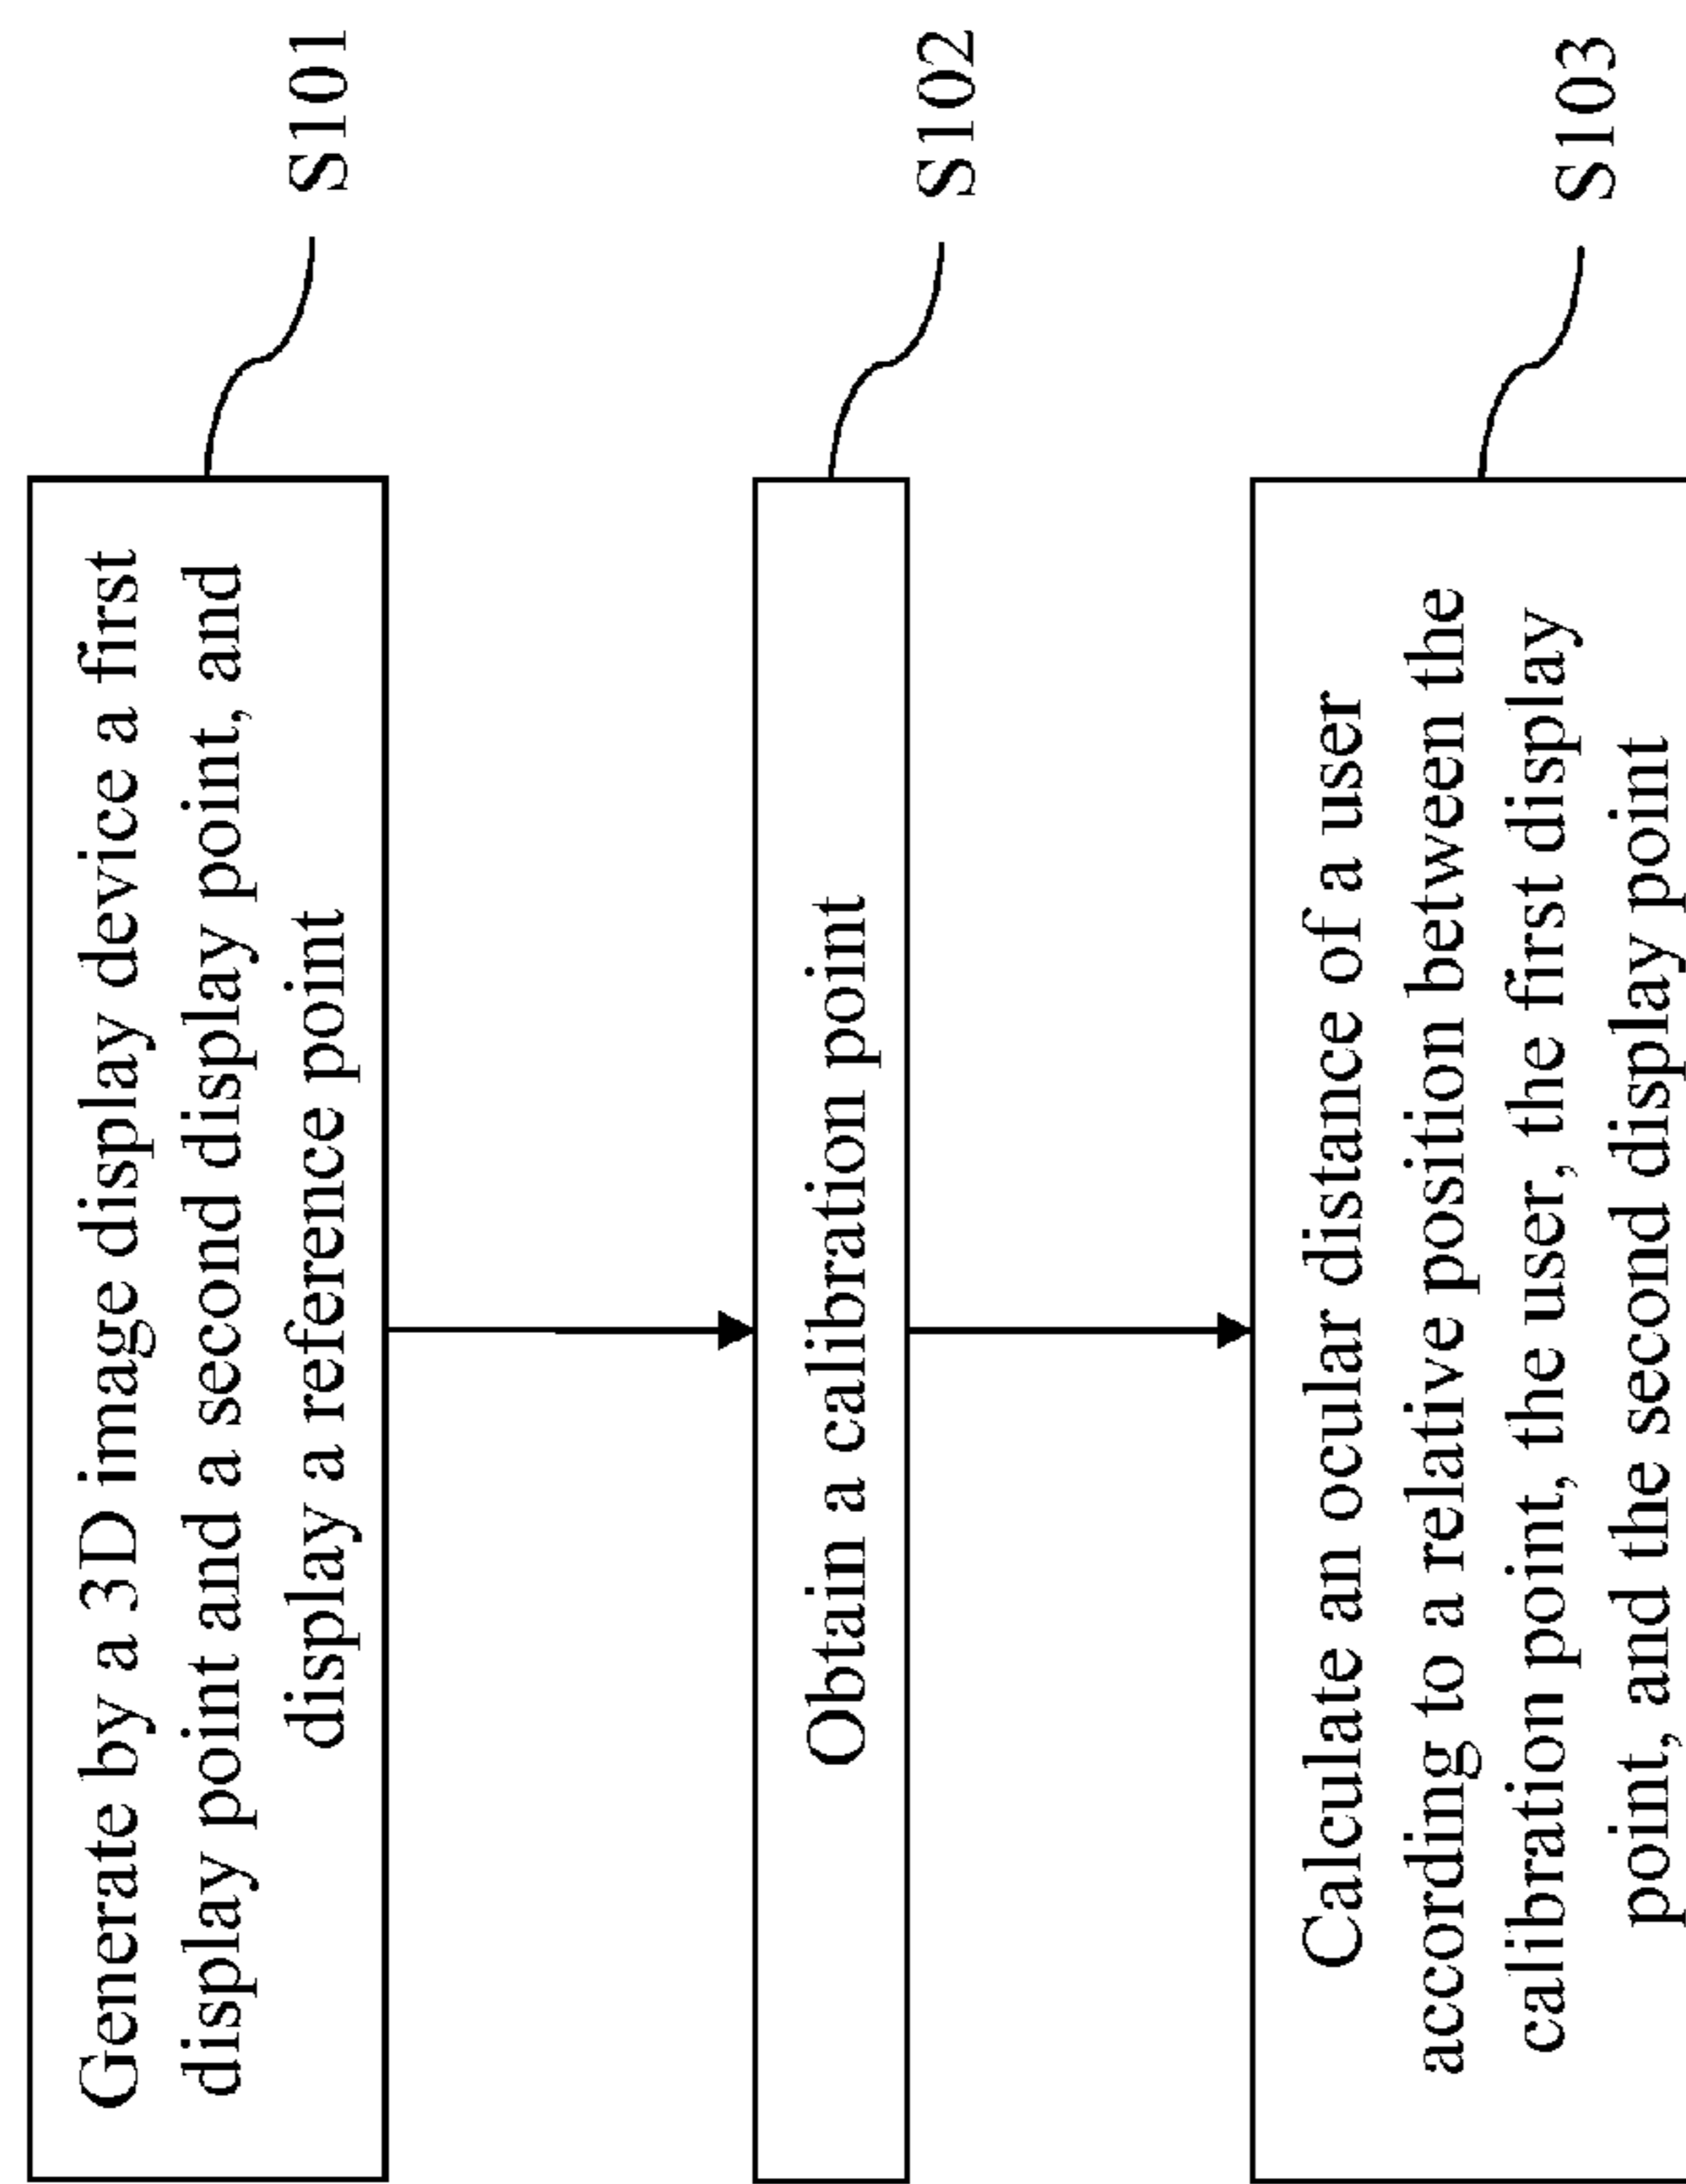 Generate by a 3D image display device a first
display point and a second display point, and
display a reference point
S101
Obtain a calibration point
S102
Calculate an ocular distance of a user
according to a relative position between the
calibration point, the user, the first display
point, and the second display point
S103